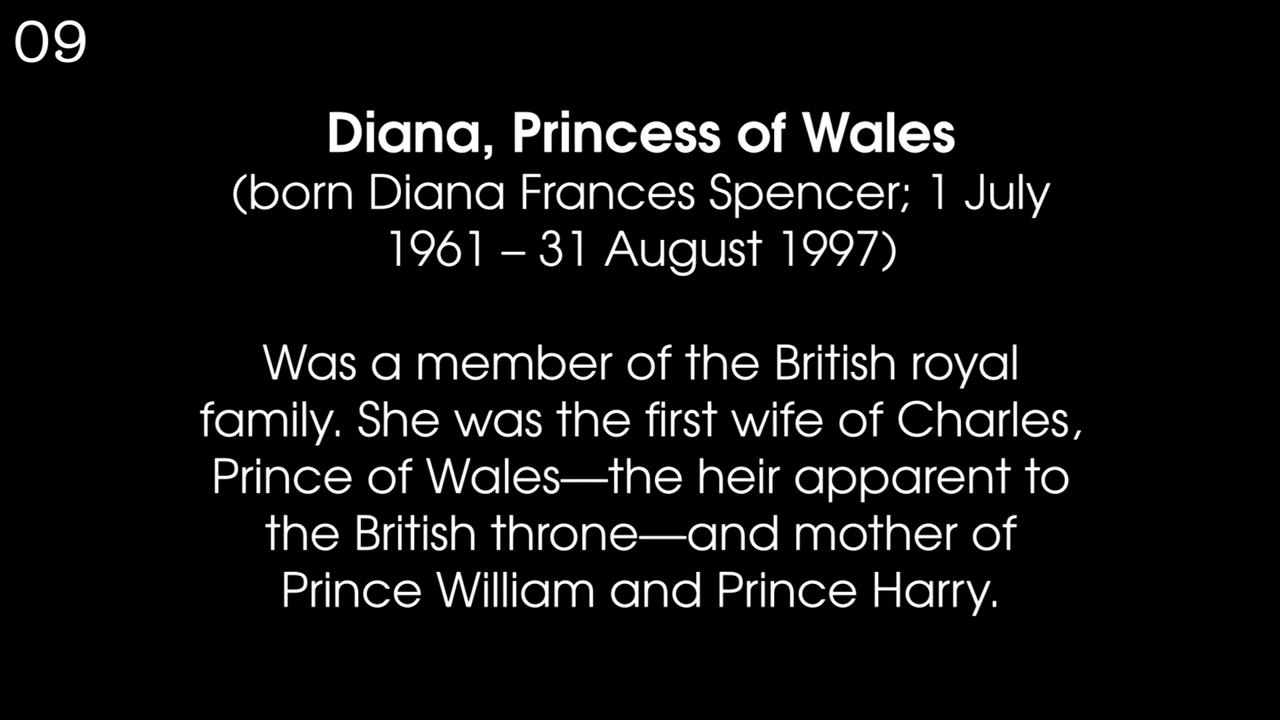 09
Diana, Princess of Wales
(born Diana Frances Spencer; 1 July
1961 – 31 August 1997)
Was a member of the British royal
family. She was the first wife of Charles,
Prince of Wales—the heir apparent to
the British throne—and mother of
Prince William and Prince Harry.